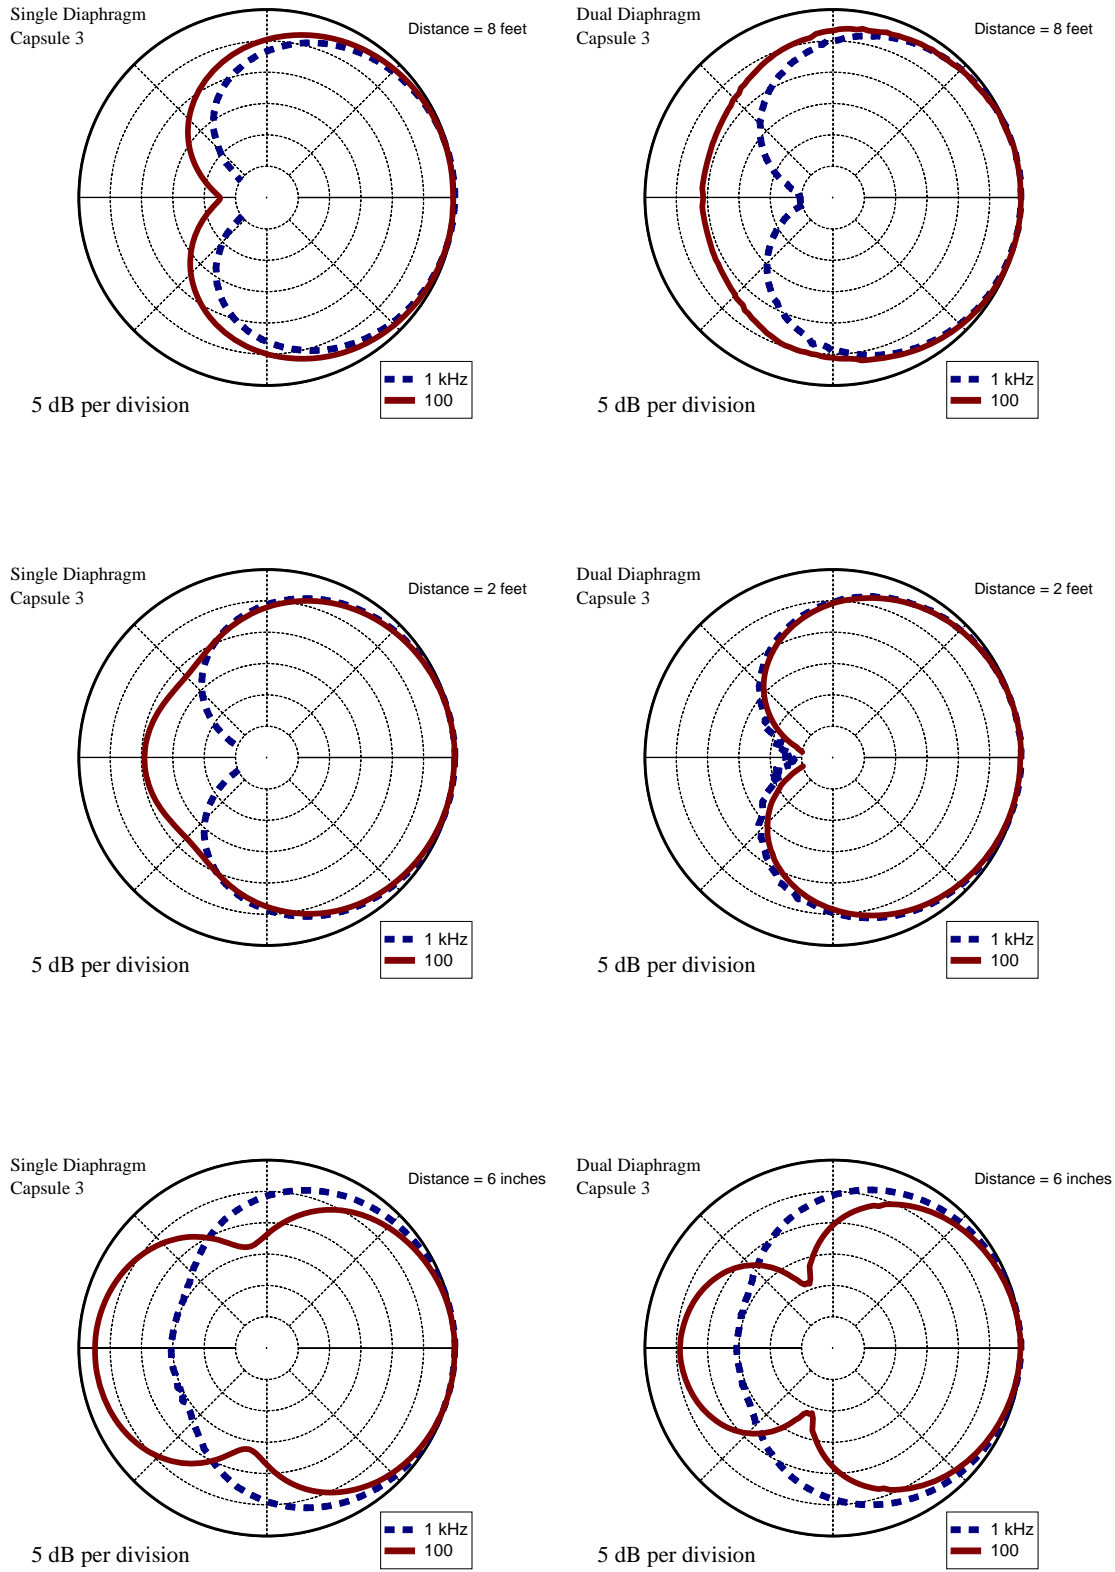 Single Diaphragm
Capsule 3
Distance = 8 feet
1 kHz
100
5 dB per division
Dual Diaphragm
Capsule 3
Distance = 8 feet
1 kHz
100
5 dB per division
Single Diaphragm
Capsule 3
Distance = 2 feet
1 kHz
100
5 dB per division
Dual Diaphragm
Capsule 3
Distance = 2 feet
1 kHz
100
5 dB per division
Single Diaphragm
Capsule 3
Distance = 6 inches
1 kHz
100
5 dB per division
Dual Diaphragm
Capsule 3
Distance = 6 inches
1 kHz
100
5 dB per division